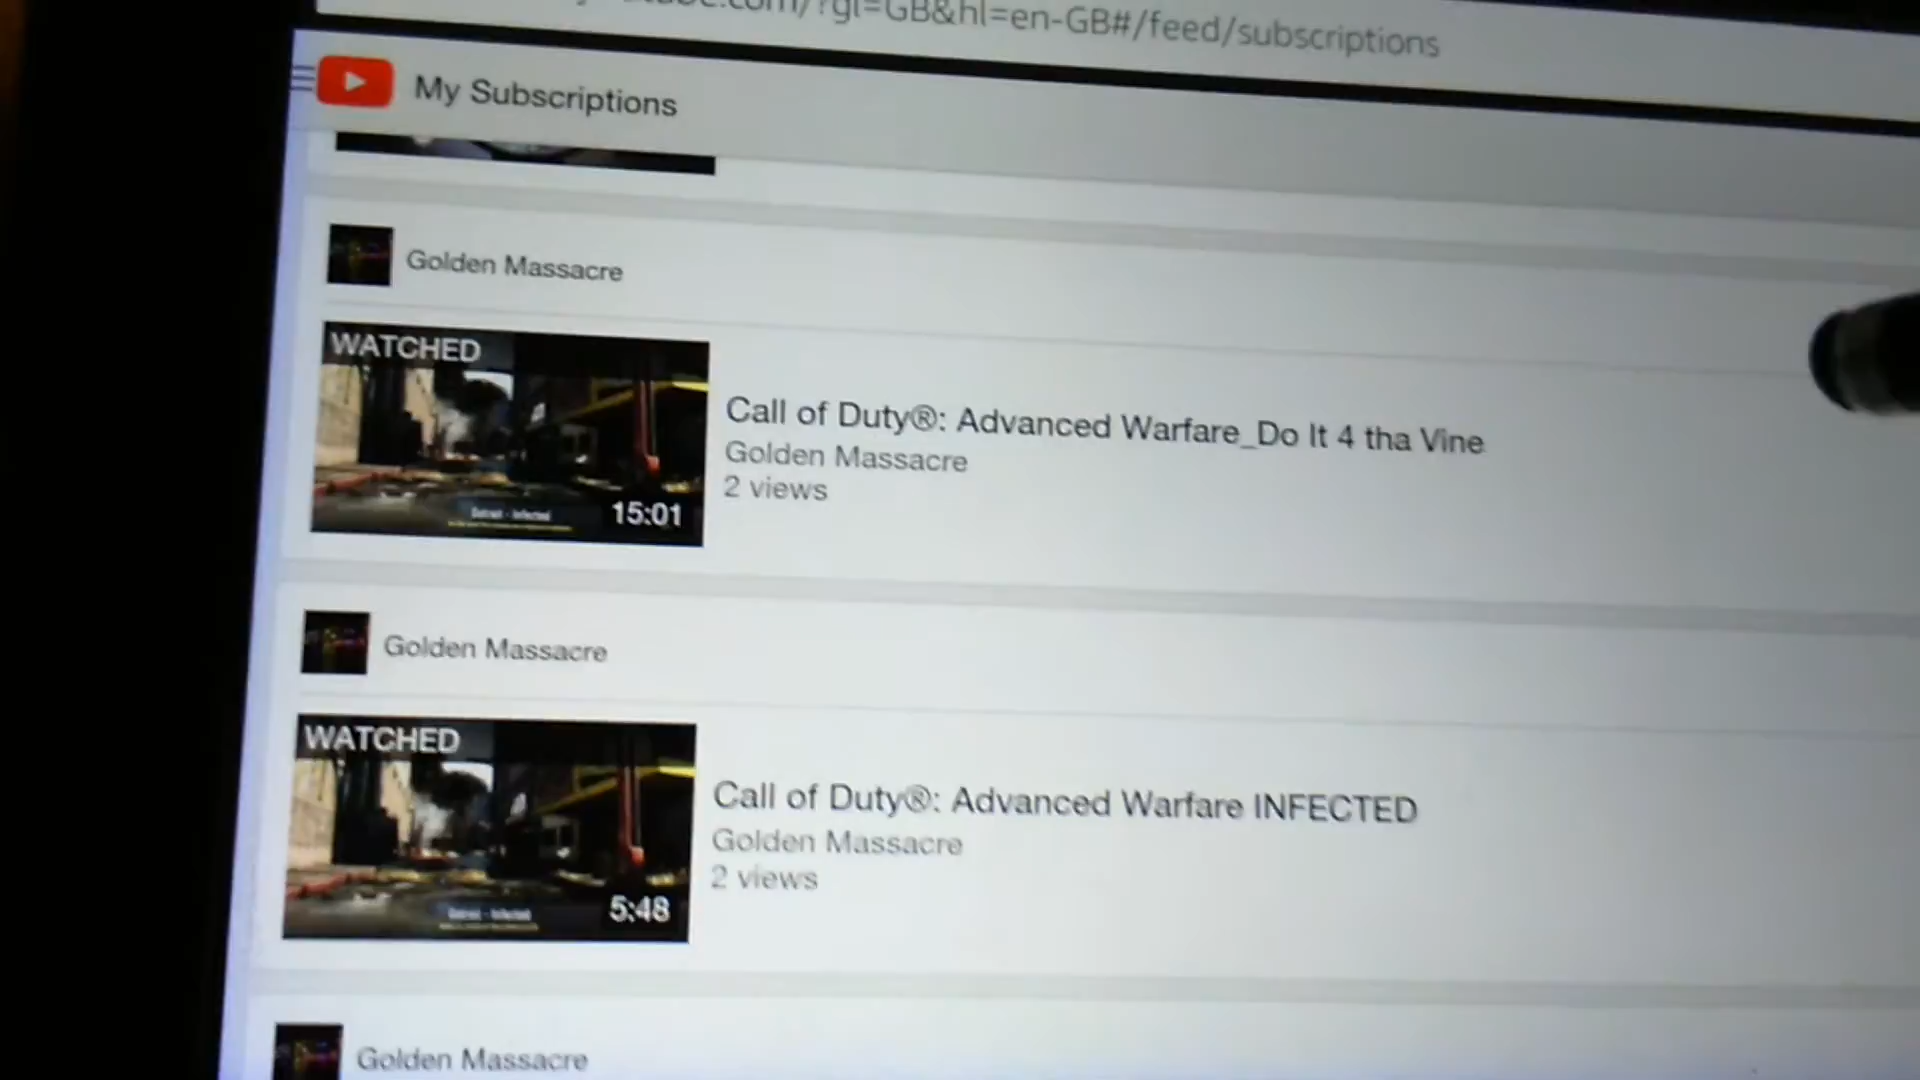 /?gl=GB&hl=en-GB#/feed/subscriptions
My Subscriptions
Golden Massacre
WATCHED
15:01
Call of Duty®: Advanced Warfare_Do It 4 tha Vine
Golden Massacre
2 views
Golden Massacre
WATCHED
5:48
Call of Duty®: Advanced Warfare INFECTED
Golden Massacre
2 views
Golden Massacre